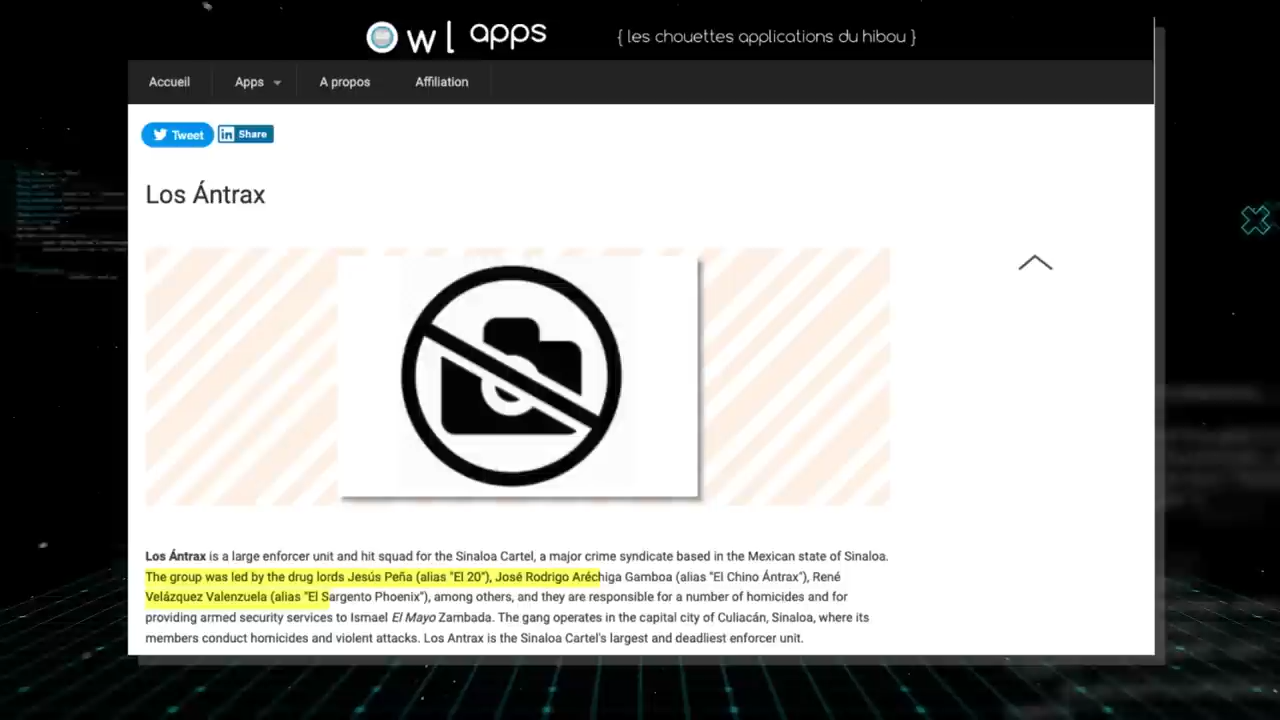 Owl apps
{ les chouettes applications du hibou }
Accueil Apps A propos Affiliation
Tweet in Share
Los Ántrax
Los Ántrax is a large enforcer unit and hit squad for the Sinaloa Cartel, a major crime syndicate based in the Mexican state of Sinaloa.
The group was led by the drug lords Jesús Peña (alias "El 20"), José Rodrigo Aréchiga Gamboa (alias "El Chino Ántrax"), René
Velázquez Valenzuela (alias "El Sargento Phoenix"), among others, and they are responsible for a number of homicides and for
providing armed security services to Ismael El Mayo Zambada. The gang operates in the capital city of Culiacán, Sinaloa, where its
members conduct homicides and violent attacks. Los Antrax is the Sinaloa Cartel's largest and deadliest enforcer unit.